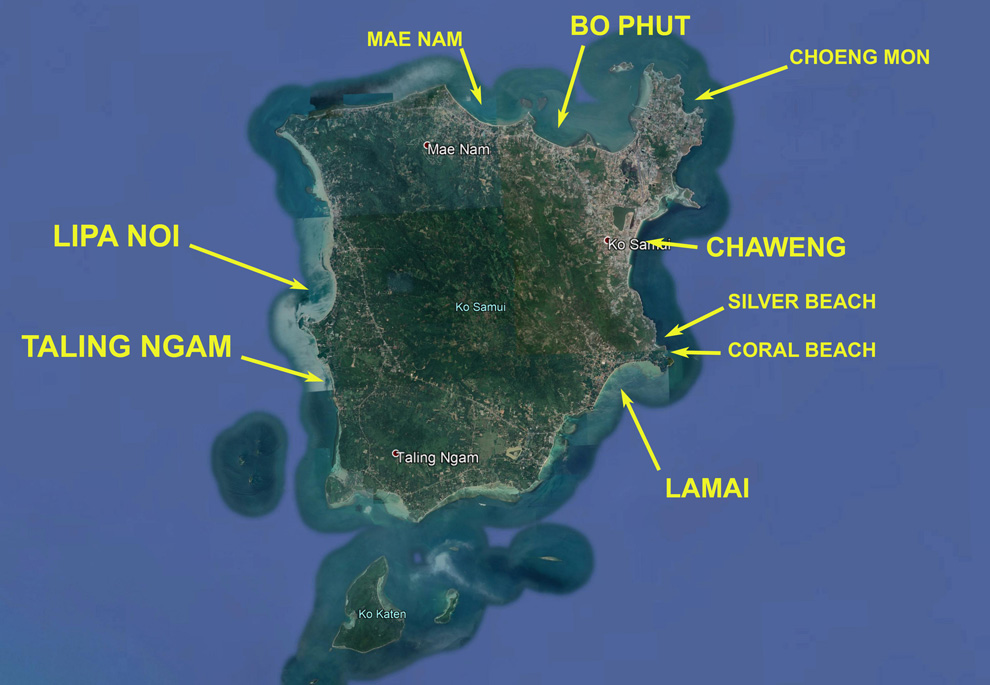 BO PHUT
MAE NAM
CHOENG MON
Mae Nam
LIPA NOI
Ko Samui
CHAWENG
SILVER BEACH
Ko Samui
TALING NGAM
CORAL BEACH
Taling Ngam
LAMAI
Ko Katen